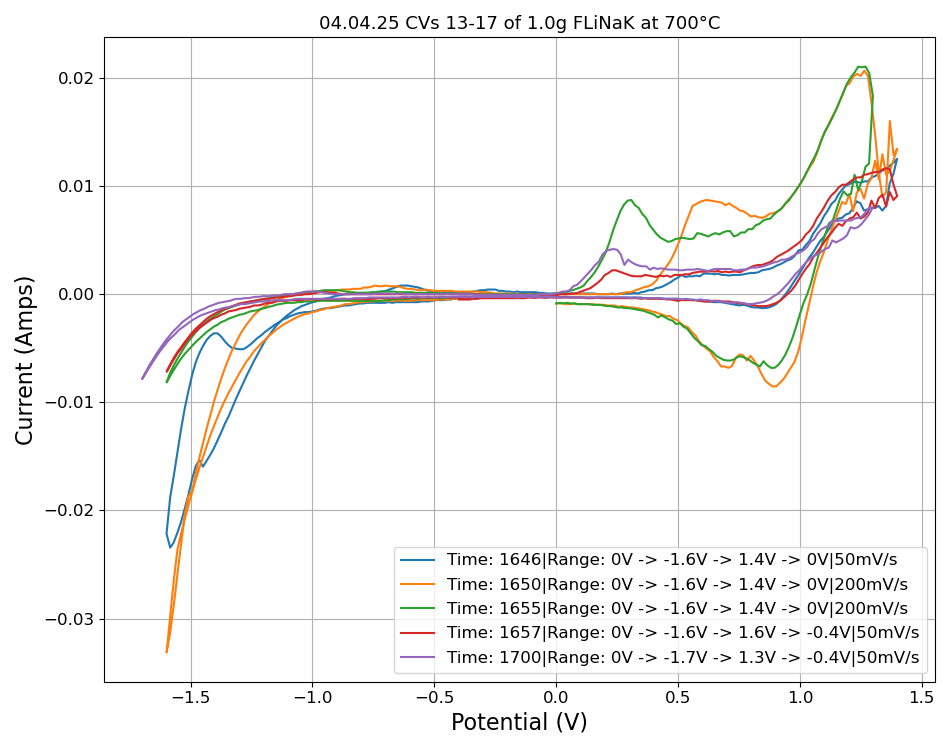 04.04.25 CVs 13-17 of 1.0g FLiNaK at 700°C
0.02
0.01
0.00
−0.01
−0.02
−0.03
Current (Amps)
Time: 1646|Range: 0V -> -1.6V -> 1.4V -> 0V|50mV/s
Time: 1650|Range: 0V -> -1.6V -> 1.4V -> 0V|200mV/s
Time: 1655|Range: 0V -> -1.6V -> 1.4V -> 0V|200mV/s
Time: 1657|Range: 0V -> -1.6V -> 1.6V -> -0.4V|50mV/s
Time: 1700|Range: 0V -> -1.7V -> 1.3V -> -0.4V|50mV/s
−1.5 −1.0 −0.5 0.0 0.5 1.0 1.5
Potential (V)